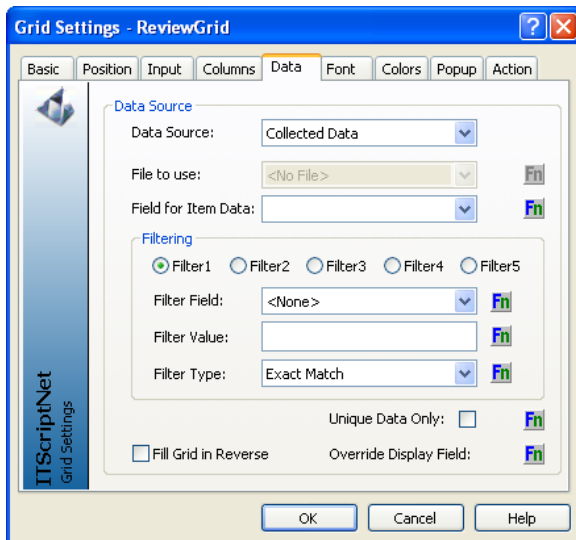 Grid Settings - ReviewGrid
Basic Position Input Columns Data Font Colors Popup Action
Data Source
Data Source: Collected Data
File to use: <No File> Fn
Field for Item Data: Fn
Filtering
Filter1 Filter2 Filter3 Filter4 Filter5
Filter Field: <None> Fn
Filter Value: Fn
Filter Type: Exact Match Fn
Unique Data Only: Fn
Fill Grid in Reverse Override Display Field: Fn
ITScriptNet
Grid Settings
OK Cancel Help